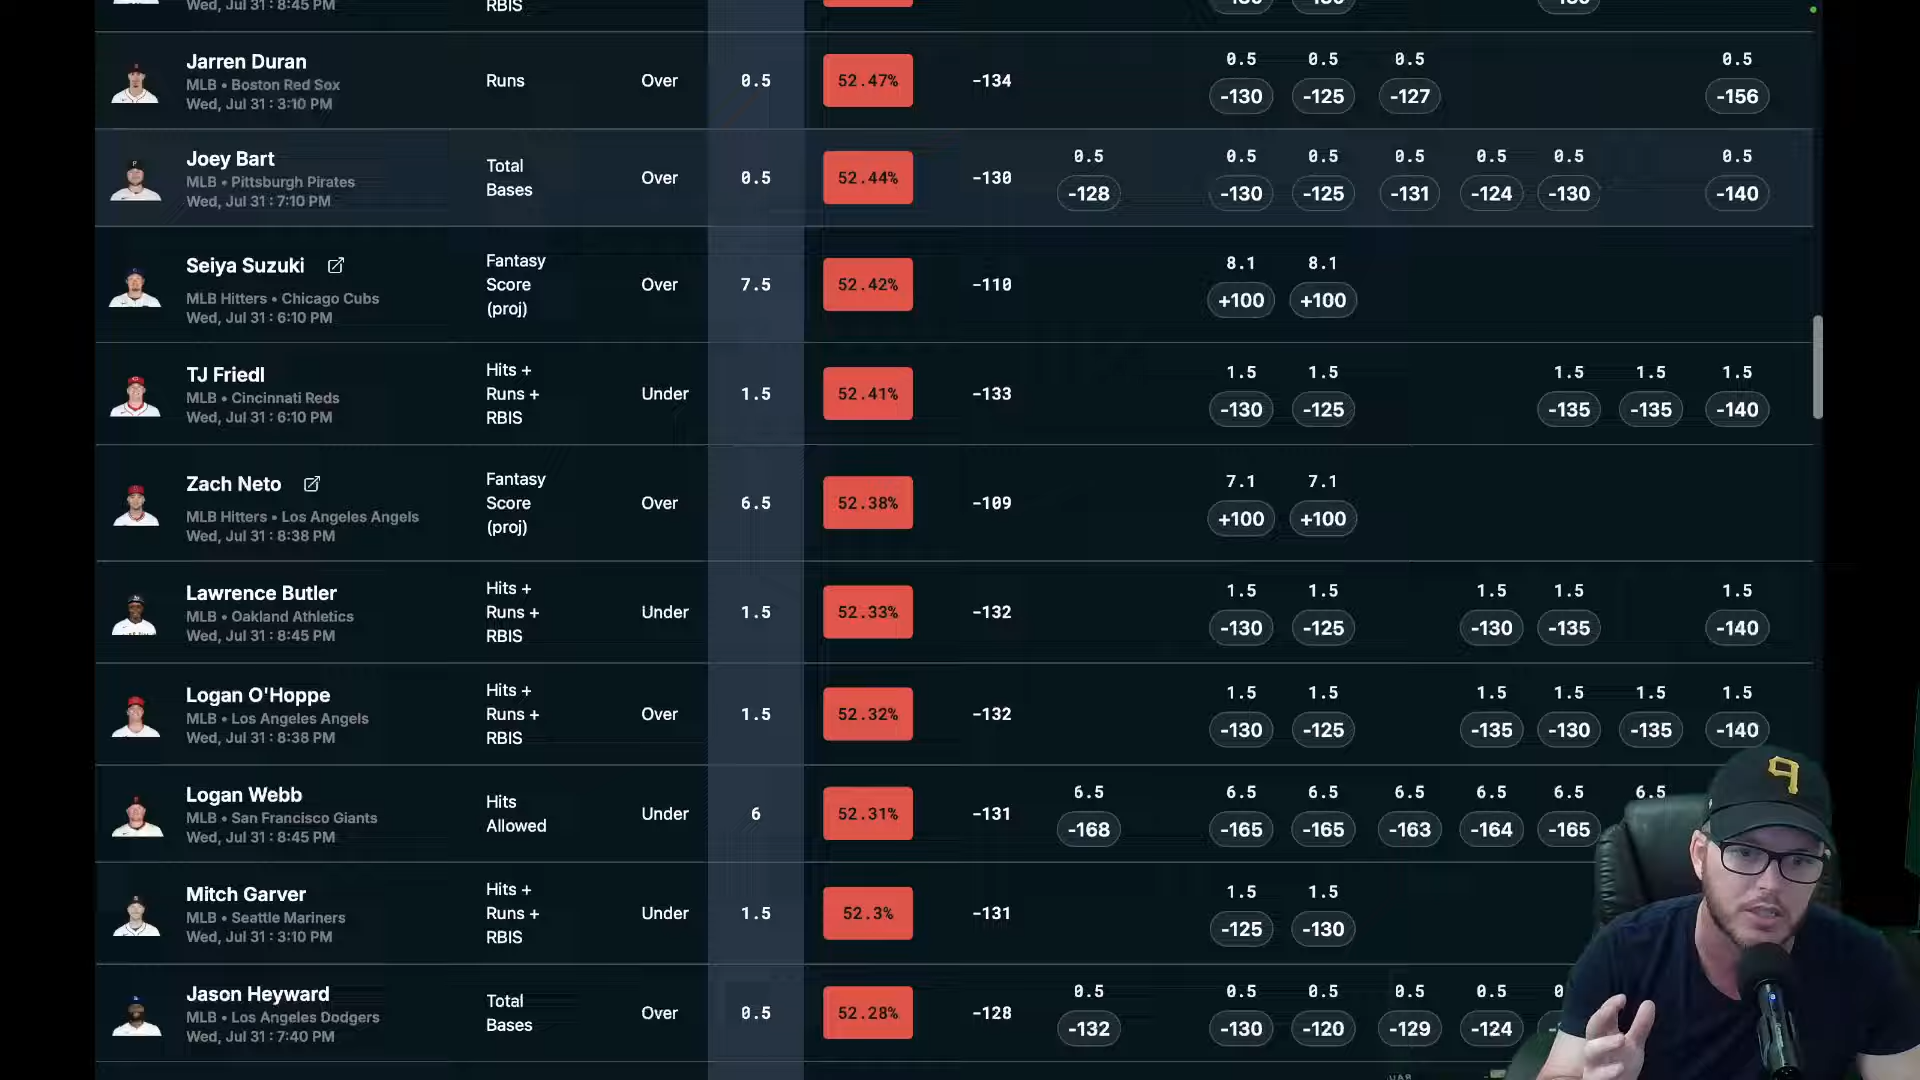 Wed, Jul 31 : 8:45 PM
RBIS
Jarren Duran
MLB • Boston Red Sox
Wed, Jul 31 : 3:10 PM
Runs
Over
0.5
52.47%
-134
0.5 0.5 0.5 0.5
-130 -125 -127 -156
Joey Bart
MLB • Pittsburgh Pirates
Wed, Jul 31 : 7:10 PM
Total
Bases
Over
0.5
52.44%
-130
0.5 0.5 0.5 0.5 0.5 0.5 0.5
-128 -130 -125 -131 -124 -130 -140
Seiya Suzuki
MLB Hitters • Chicago Cubs
Wed, Jul 31 : 6:10 PM
Fantasy
Score
(proj)
Over
7.5
52.42%
-110
8.1 8.1
+100 +100
TJ Friedl
MLB • Cincinnati Reds
Wed, Jul 31 : 6:10 PM
Hits +
Runs +
RBIS
Under
1.5
52.41%
-133
1.5 1.5 1.5 1.5 1.5
-130 -125 -135 -135 -140
Zach Neto
MLB Hitters • Los Angeles Angels
Wed, Jul 31 : 8:38 PM
Fantasy
Score
(proj)
Over
6.5
52.38%
-109
7.1 7.1
+100 +100
Lawrence Butler
MLB • Oakland Athletics
Wed, Jul 31 : 8:45 PM
Hits +
Runs +
RBIS
Under
1.5
52.33%
-132
1.5 1.5 1.5 1.5 1.5
-130 -125 -130 -135 -140
Logan O'Hoppe
MLB • Los Angeles Angels
Wed, Jul 31 : 8:38 PM
Hits +
Runs +
RBIS
Over
1.5
52.32%
-132
1.5 1.5 1.5 1.5 1.5 1.5
-130 -125 -135 -130 -135 -140
Logan Webb
MLB • San Francisco Giants
Wed, Jul 31 : 8:45 PM
Hits
Allowed
Under
6
52.31%
-131
6.5 6.5 6.5 6.5 6.5 6.5 6.5
-168 -165 -165 -163 -164 -165
Mitch Garver
MLB • Seattle Mariners
Wed, Jul 31 : 3:10 PM
Hits +
Runs +
RBIS
Under
1.5
52.3%
-131
1.5 1.5
-125 -130
Jason Heyward
MLB • Los Angeles Dodgers
Wed, Jul 31 : 7:40 PM
Total
Bases
Over
0.5
52.28%
-128
0.5 0.5 0.5 0.5 0.5
-132 -130 -120 -129 -124